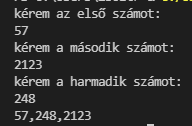 kérem az első számot:
57
kérem a második számot:
2123
kérem a harmadik számot:
248
57,248,2123